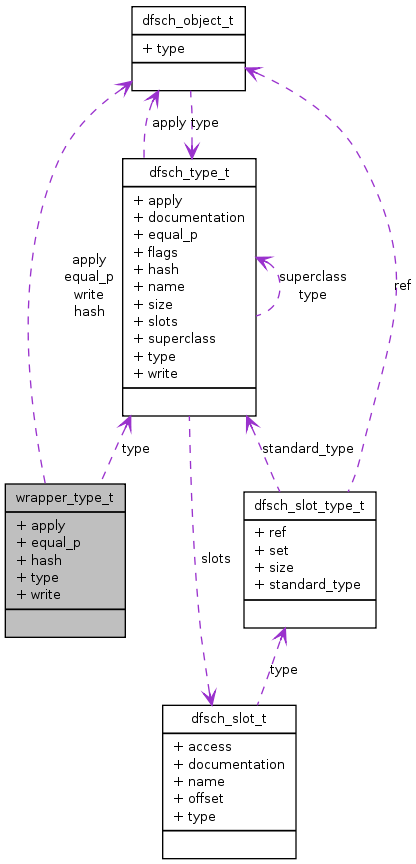 dfsch_object_t
+ type
apply type
dfsch_type_t
+ apply
+ documentation
+ equal_p
+ flags
+ hash
+ name
+ size
+ slots
+ superclass
+ type
+ write
apply
equal_p
write
hash
superclass
type
ref
type
standard_type
wrapper_type_t
+ apply
+ equal_p
+ hash
+ type
+ write
dfsch_slot_type_t
+ ref
+ set
+ size
+ standard_type
slots
type
dfsch_slot_t
+ access
+ documentation
+ name
+ offset
+ type